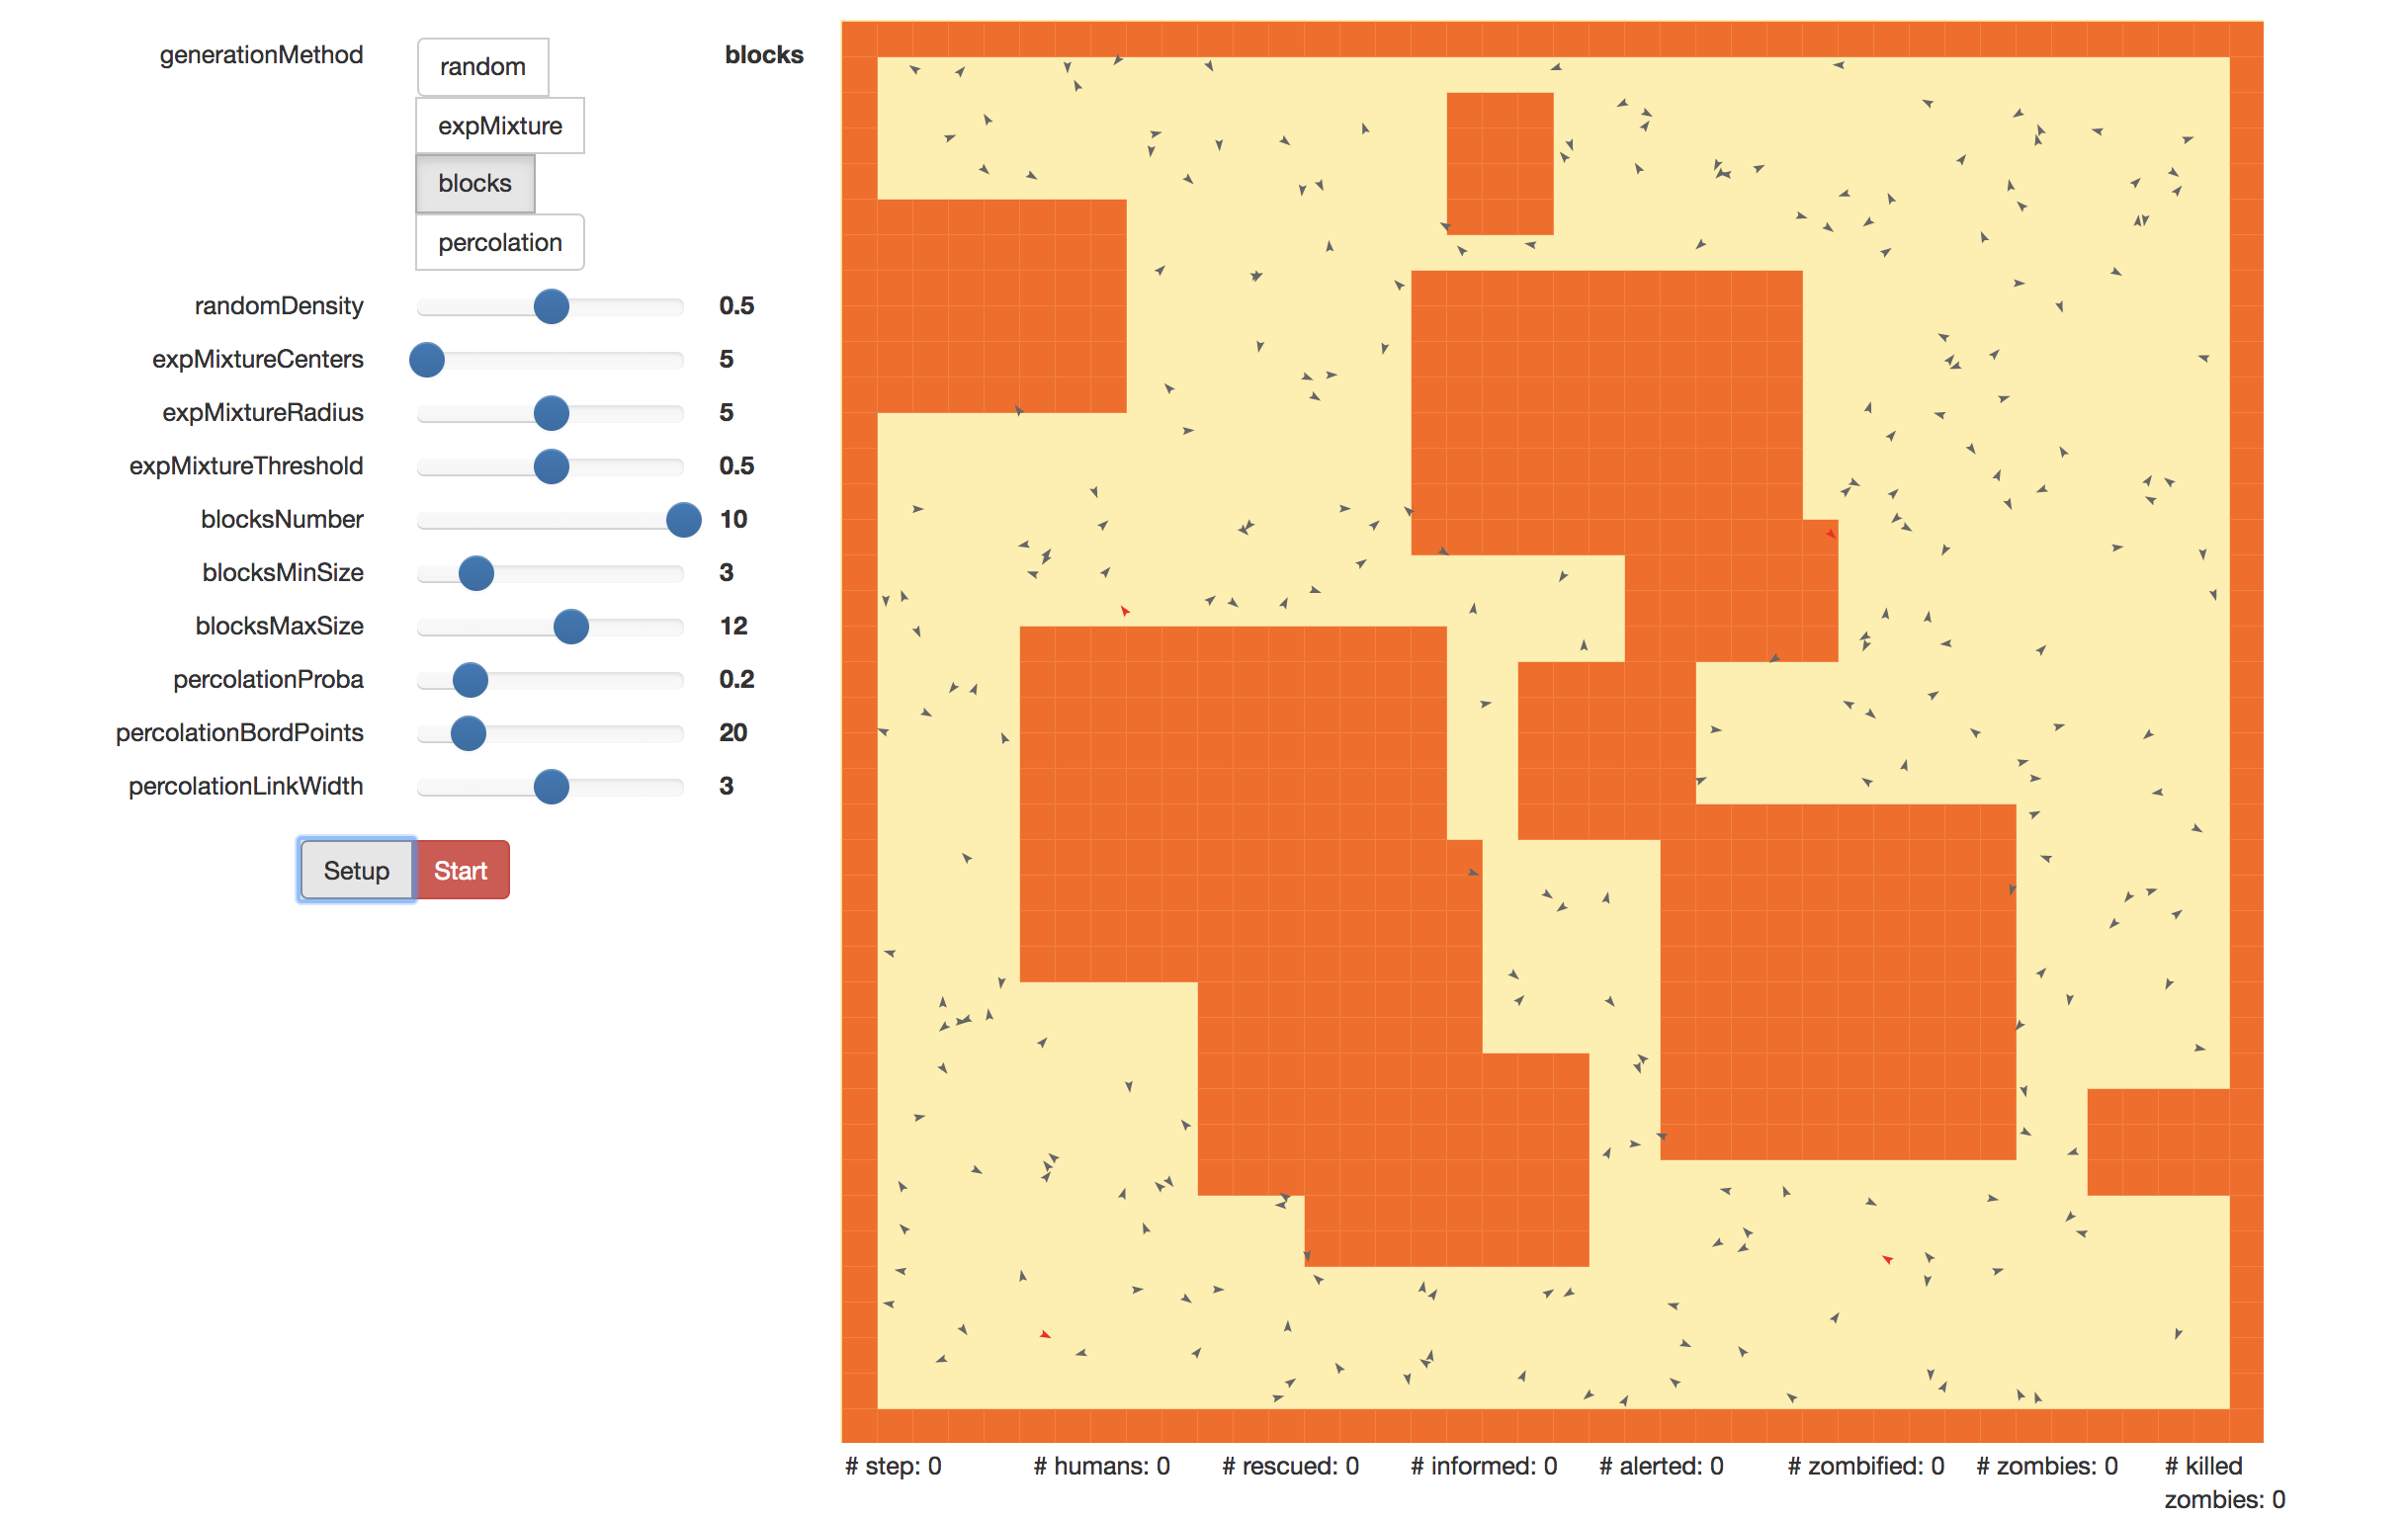 generationMethod random blocks
expMixture
blocks
percolation
randomDensity 0.5
expMixtureCenters 5
expMixtureRadius 5
expMixtureThreshold 0.5
blocksNumber 10
blocksMinSize 3
blocksMaxSize 12
percolationProba 0.2
percolationBordPoints 20
percolationLinkWidth 3
Setup Start
# step: 0 # humans: 0 # rescued: 0 # informed: 0 # alerted: 0 # zombified: 0 # zombies: 0 # killed
zombies: 0